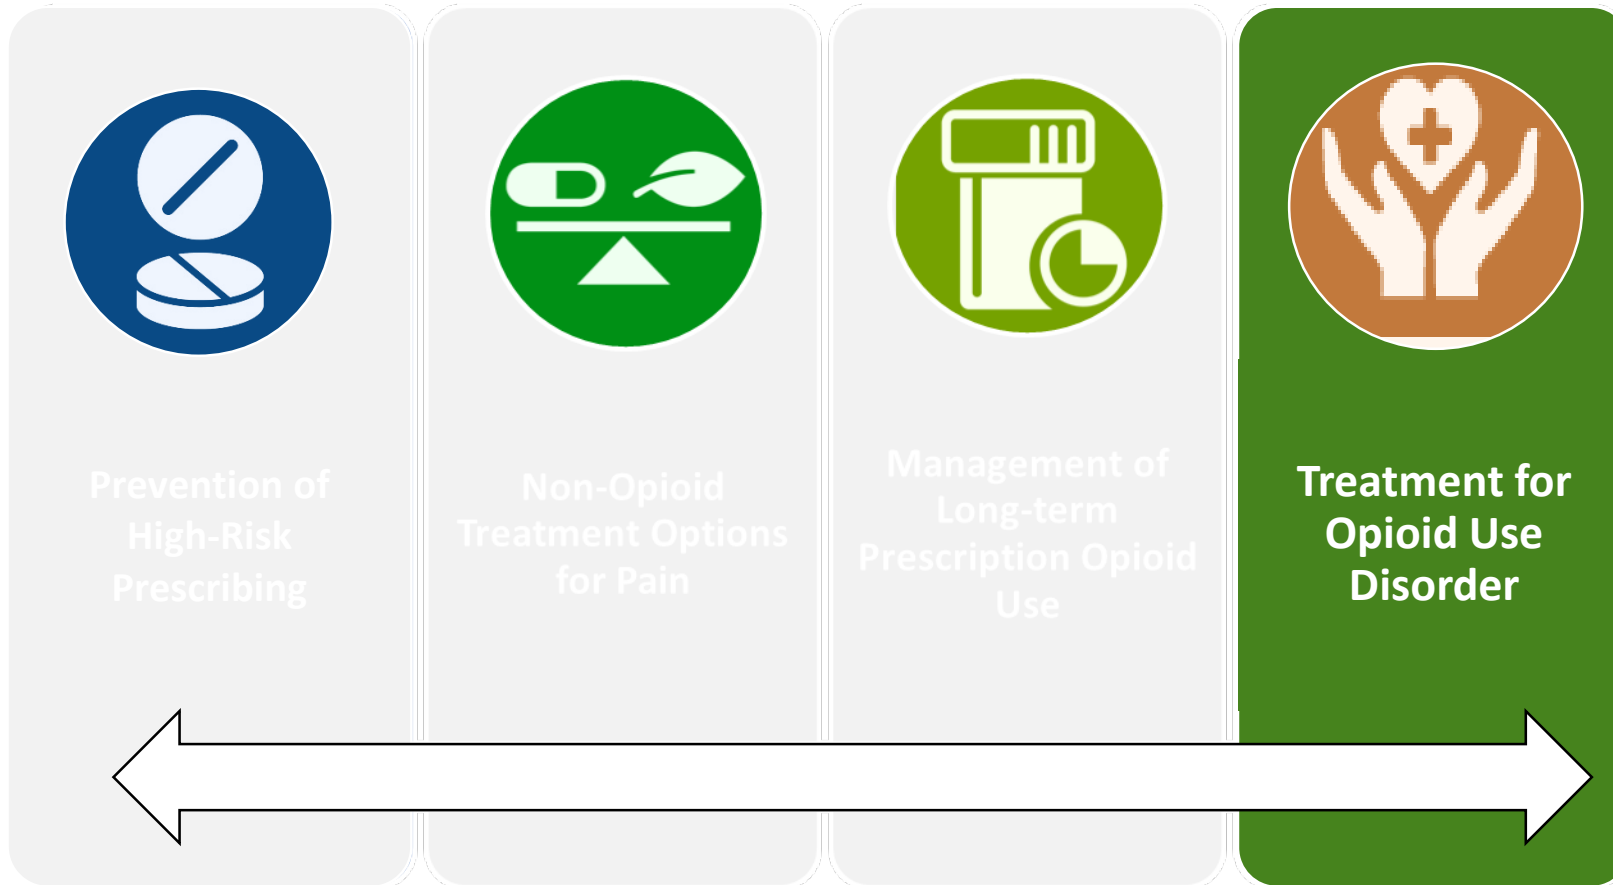 Prevention of
High-Risk
Prescribing
Non-Opioid
Treatment Options
for Pain
Management of
Long-term
Prescription Opioid
Use
Treatment for
Opioid Use
Disorder